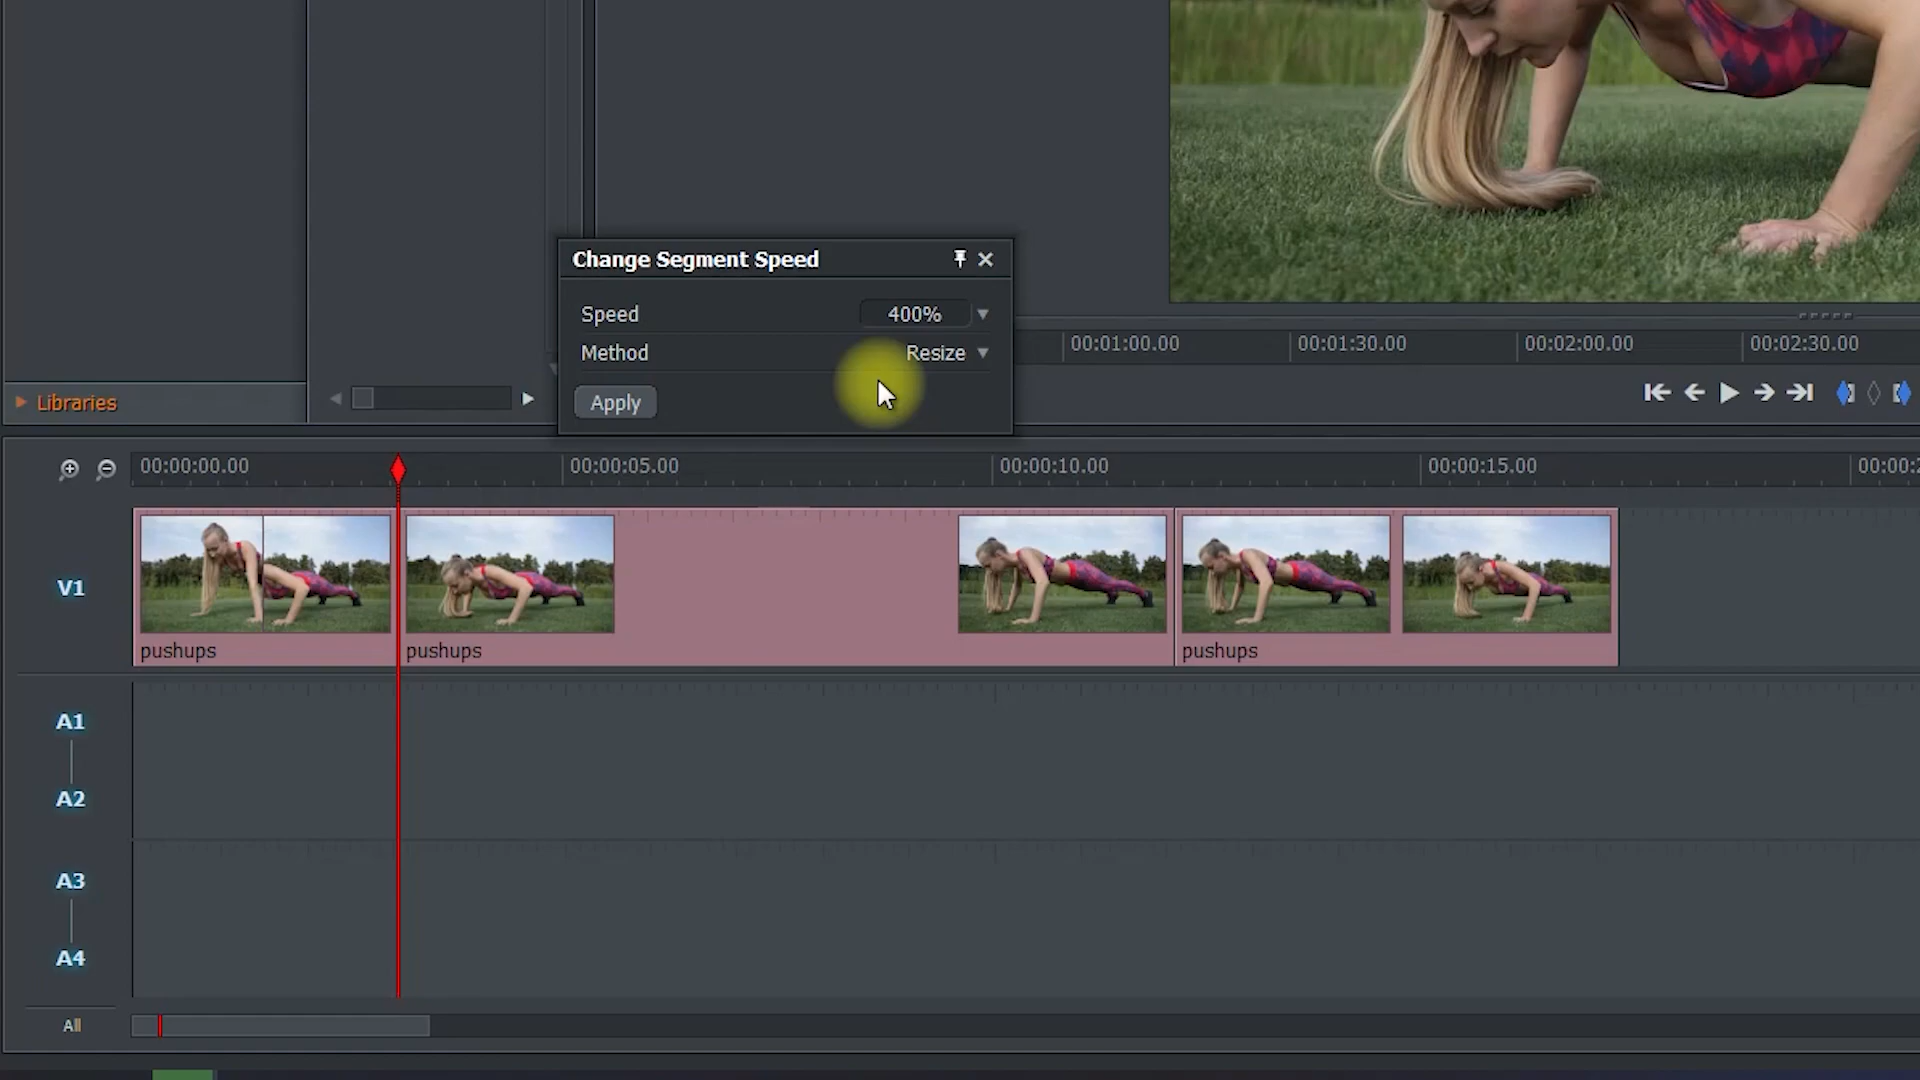 Change Segment Speed
Speed 400%
Method Resize
Apply
00:01:00.00 00:01:30.00 00:02:00.00 00:02:30.00
Libraries
00:00:00.00 00:00:05.00 00:00:10.00 00:00:15.00
V1
pushups pushups pushups
A1
A2
A3
A4
All